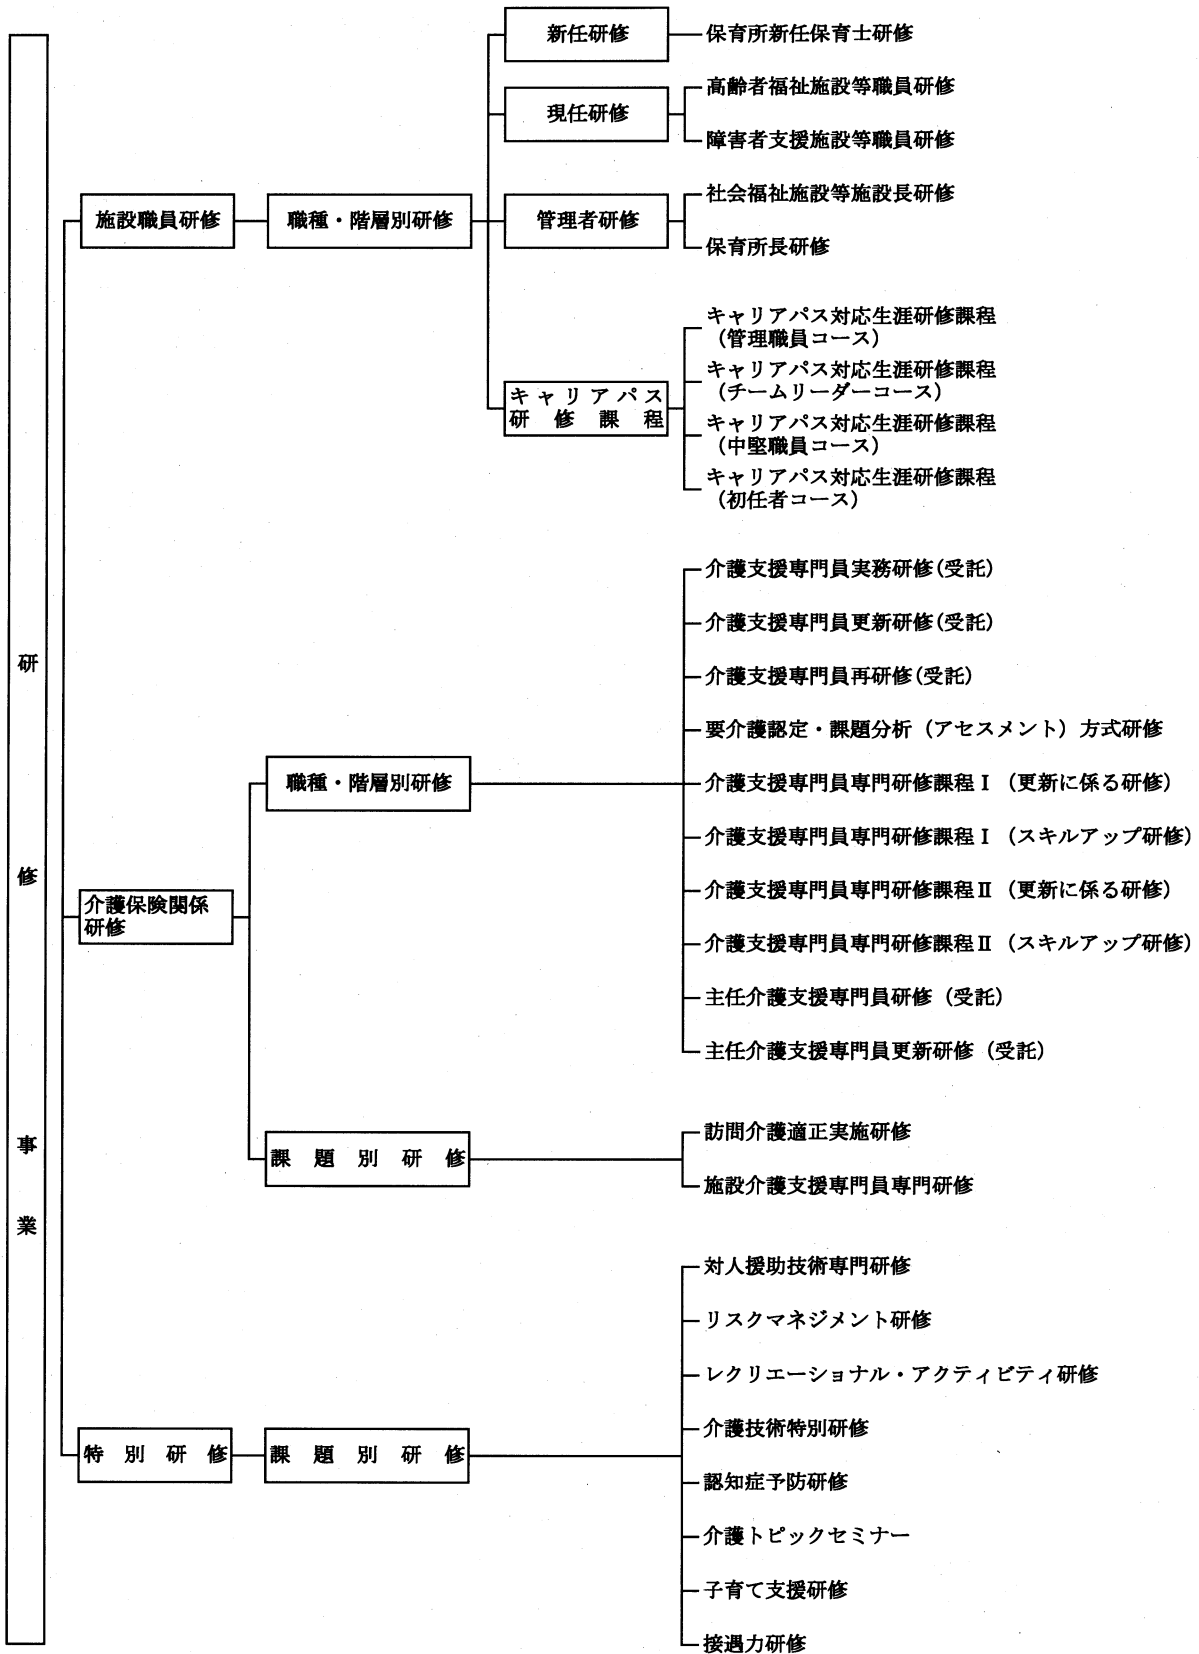 研修事業
施設職員研修
職種・階層別研修
新任研修
保育所新任保育士研修
現任研修
高齢者福祉施設等職員研修
障害者支援施設等職員研修
管理者研修
社会福祉施設等施設長研修
保育所長研修
キャリアパス
研修課程
キャリアパス対応生涯研修課程
（管理職員コース）
キャリアパス対応生涯研修課程
（チームリーダーコース）
キャリアパス対応生涯研修課程
（中堅職員コース）
キャリアパス対応生涯研修課程
（初任者コース）
介護保険関係
研修
職種・階層別研修
介護支援専門員実務研修(受託)
介護支援専門員更新研修(受託)
介護支援専門員再研修(受託)
要介護認定・課題分析（アセスメント）方式研修
介護支援専門員専門研修課程Ⅰ（更新に係る研修）
介護支援専門員専門研修課程Ⅰ（スキルアップ研修）
介護支援専門員専門研修課程Ⅱ（更新に係る研修）
介護支援専門員専門研修課程Ⅱ（スキルアップ研修）
主任介護支援専門員研修（受託）
主任介護支援専門員更新研修（受託）
課題別研修
訪問介護適正実施研修
施設介護支援専門員専門研修
特別研修
課題別研修
対人援助技術専門研修
リスクマネジメント研修
レクリエーショナル・アクティビティ研修
介護技術特別研修
認知症予防研修
介護トピックセミナー
子育て支援研修
接遇力研修